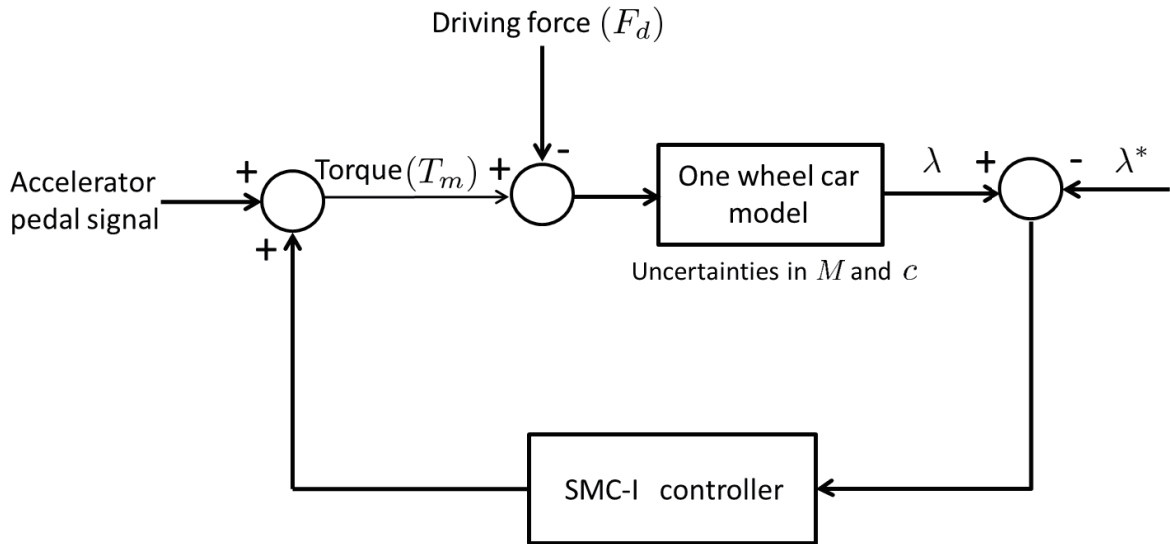 Driving force (F_d)
+
-
+
Torque(T_m)
+
Accelerator
pedal signal
+
One wheel car
model
λ
+
-
λ*
Uncertainties in M and c
SMC-I controller